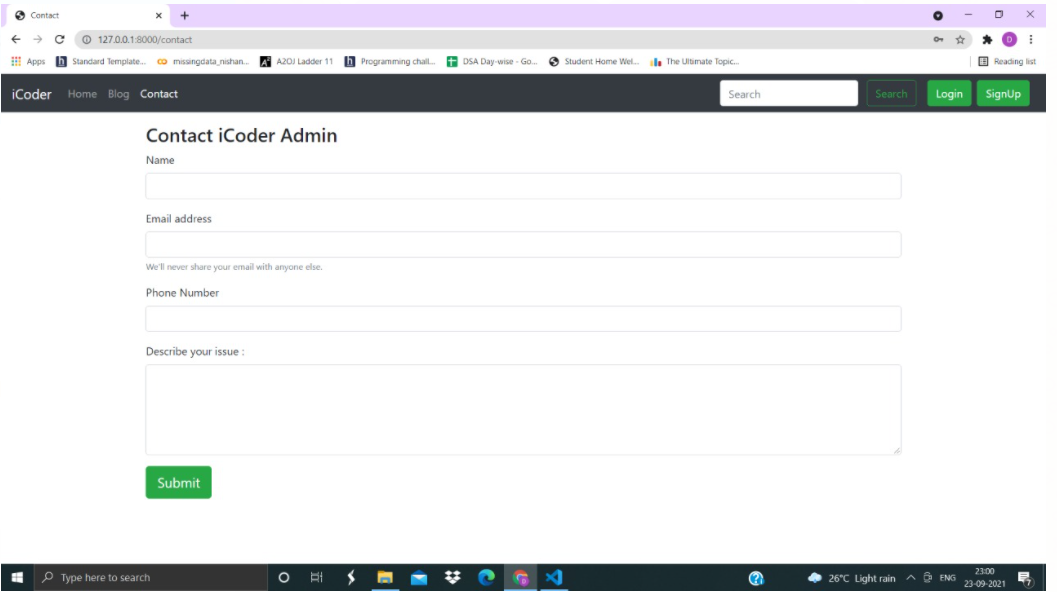 Contact
127.0.0.1:8000/contact
Apps Standard Template... missingdata_nishan... A2OJ Ladder 11 Programming chall... DSA Day-wise - Go... Student Home Wel... The Ultimate Topic... Reading list
iCoder Home Blog Contact Search Search Login SignUp
Contact iCoder Admin
Name
Email address
We'll never share your email with anyone else.
Phone Number
Describe your issue :
Submit
Type here to search 26°C Light rain ENG 23:00
23-09-2021